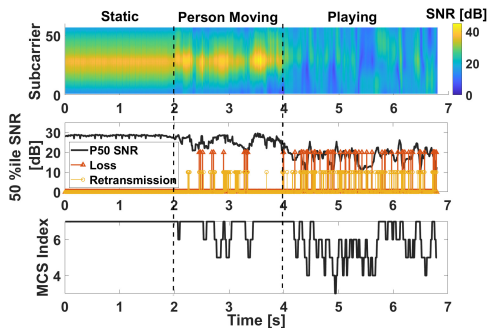 Static Person Moving Playing SNR [dB]
Subcarrier
50
0
40
20
0
0 1 2 3 4 5 6 7
50 %ile SNR
[dB]
30
20
10
0
P50 SNR
Loss
Retransmission
0 1 2 3 4 5 6 7
MCS Index
6
4
0 1 2 3 4 5 6 7
Time [s]